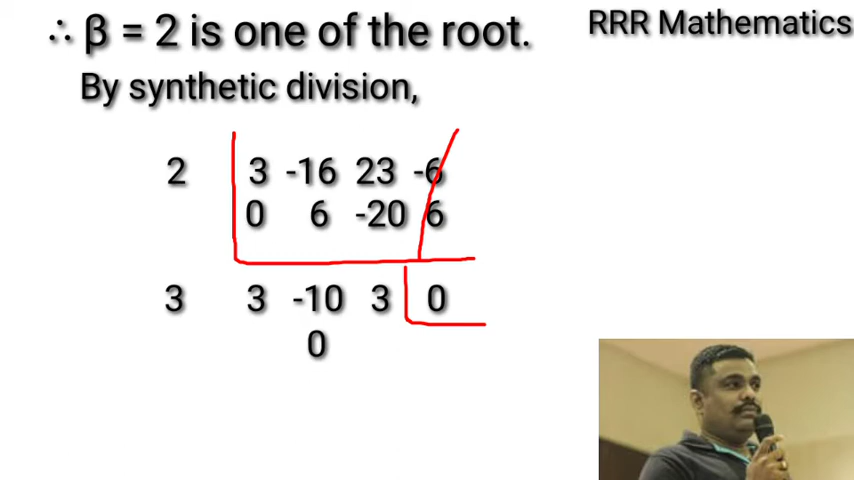 ∴ β = 2 is one of the root.
RRR Mathematics
By synthetic division,
2 3 -16 23 -6
0 6 -20 6
3 3 -10 3 0
0